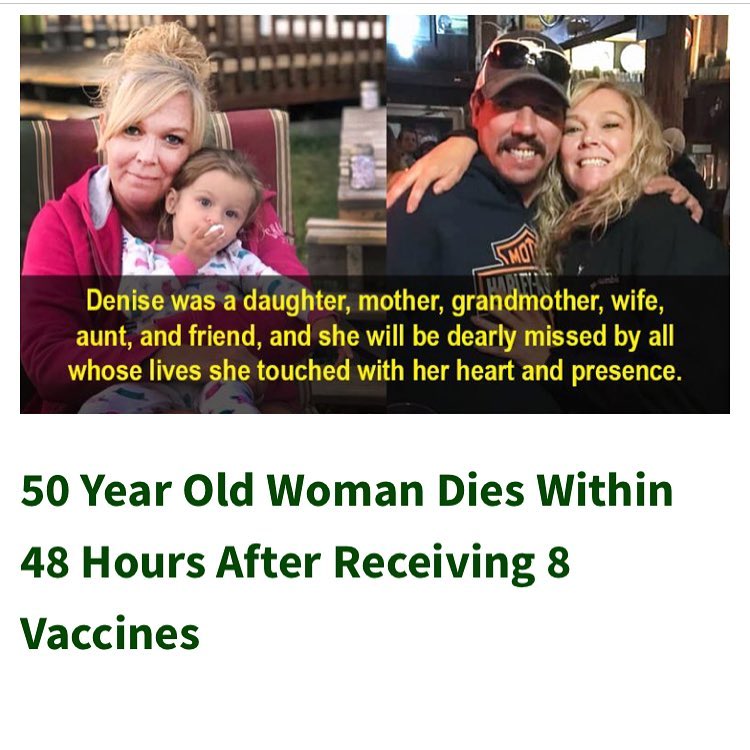 MOT
HARLEY
Denise was a daughter, mother, grandmother, wife,
aunt, and friend, and she will be dearly missed by all
whose lives she touched with her heart and presence.
50 Year Old Woman Dies Within
48 Hours After Receiving 8
Vaccines